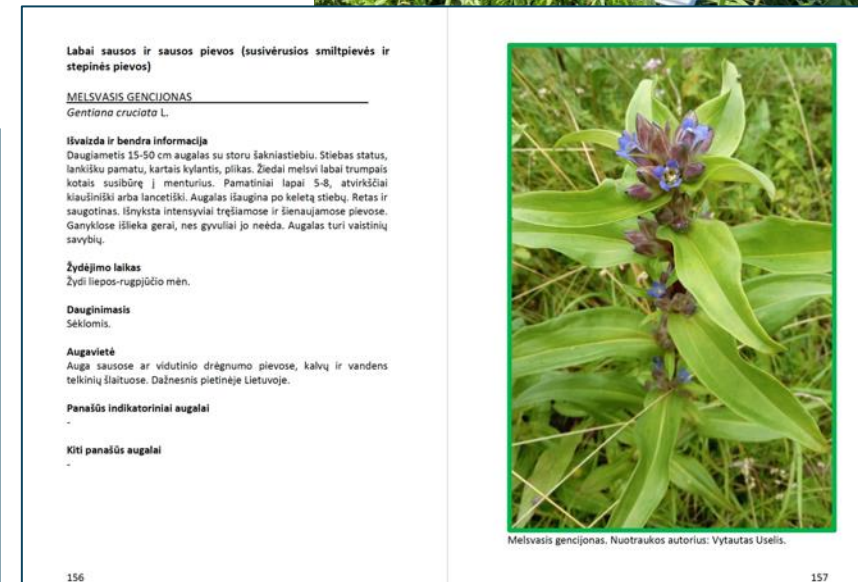 Labai sausos ir sausos pievos (susivėrusios smiltpievės ir
stepinės pievos)
MELSVASIS GENCIJONAS
Gentiana cruciata L.
Išvaizda ir bendra informacija
Daugiametis 15-50 cm augalas su storu šakniastiebiu. Stiebas status,
lankišku pamatu, kartais kylantis, plikas. Žiedai melsvi labai trumpais
kotais susibūrę į menturius. Pamatiniai lapai 5-8, atvirkščiai
kiaušiniški arba lancetiški. Augalas išaugina po keletą stiebų. Retas ir
saugotinas. Išnyksta intensyviai tręšiamose ir šienaujamose pievose.
Ganyklose išlieka gerai, nes gyvuliai jo neėda. Augalas turi vaistinių
savybių.
Žydėjimo laikas
Žydi liepos-rugpjūčio mėn.
Dauginimasis
Sėklomis.
Augavietė
Auga sausose ar vidutinio drėgnumo pievose, kalvų ir vandens
telkinių šlaituose. Dažnesnis pietinėje Lietuvoje.
Panašūs indikatoriniai augalai
-
Kiti panašūs augalai
-
156
Melsvasis gencijonas. Nuotraukos autorius: Vytautas Uselis.
157